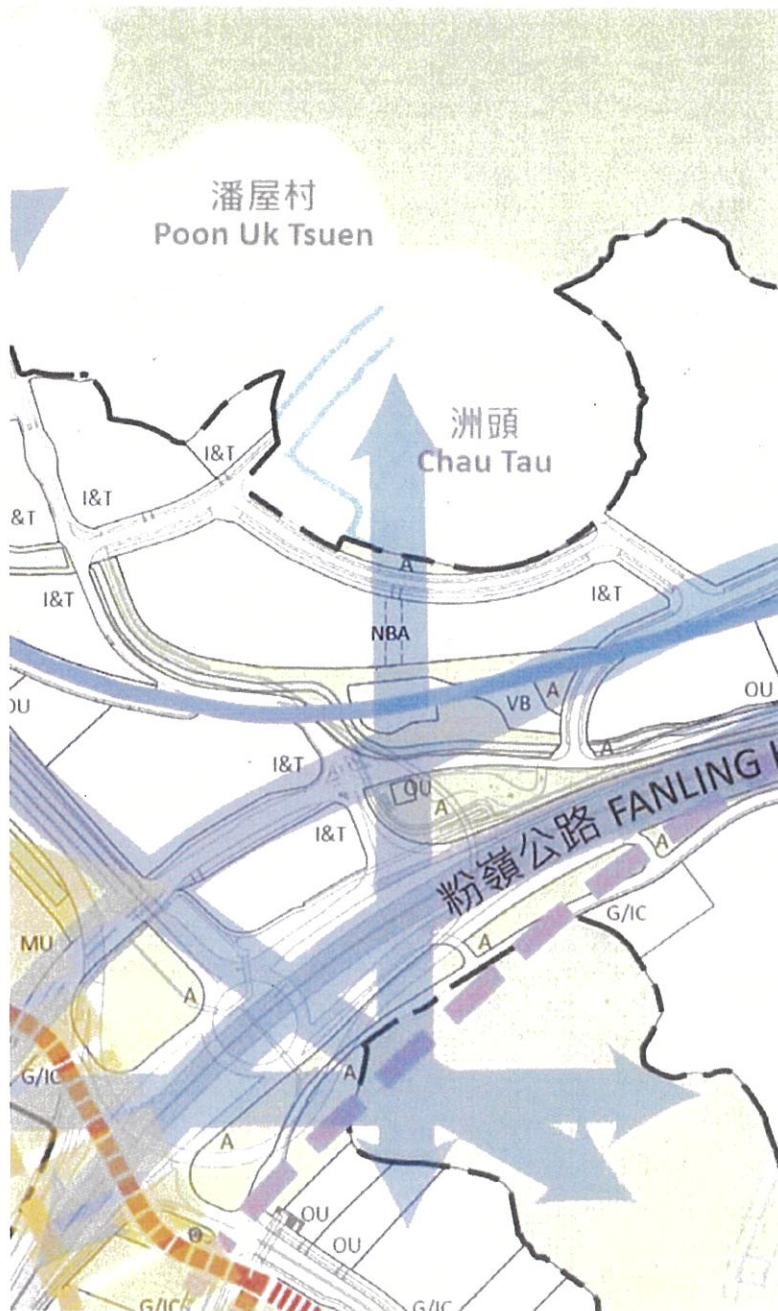 潘屋村
Poon Uk Tsuen
洲頭
Chau Tau
I&T
I&T
&T
A
I&T
I&T
NBA
VB
A
OU
OU
A
I&T
OU
A
I&T
粉嶺公路 FANLING
A
G/IC
MU
A
A
G/IC
A
A
OU
OU
G/IC
G/IC